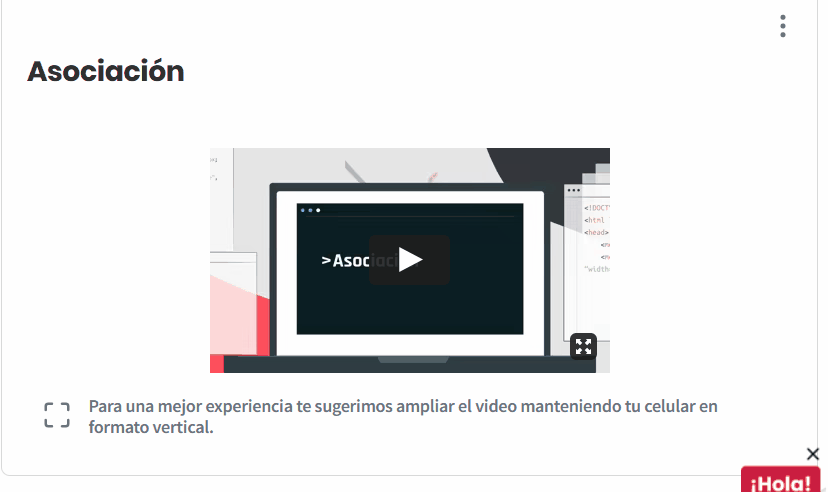 Asociación
>Asociación
<!DOCT
<html
<head>
<m
<m
"width=
Para una mejor experiencia te sugerimos ampliar el video manteniendo tu celular en
formato vertical.
¡Hola!